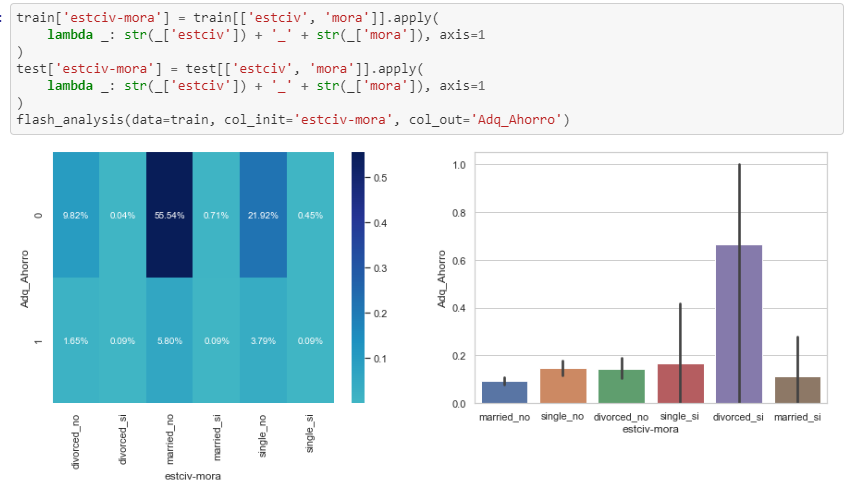 train['estciv-mora'] = train[['estciv', 'mora']].apply(
lambda _: str(_['estciv']) + '_' + str(_['mora']), axis=1
)
test['estciv-mora'] = test[['estciv', 'mora']].apply(
lambda _: str(_['estciv']) + '_' + str(_['mora']), axis=1
)
flash_analysis(data=train, col_init='estciv-mora', col_out='Adq_Ahorro')
Adq_Ahorro
0
1
9.82% 0.04% 55.54% 0.71% 21.92% 0.45%
1.65% 0.09% 5.80% 0.09% 3.79% 0.09%
divorced_no
divorced_si
married_no
married_si
single_no
single_si
estciv-mora
0.5
0.4
0.3
0.2
0.1
Adq_Ahorro
1.0
0.8
0.6
0.4
0.2
0.0
married_no single_no divorced_no single_si divorced_si married_si
estciv-mora